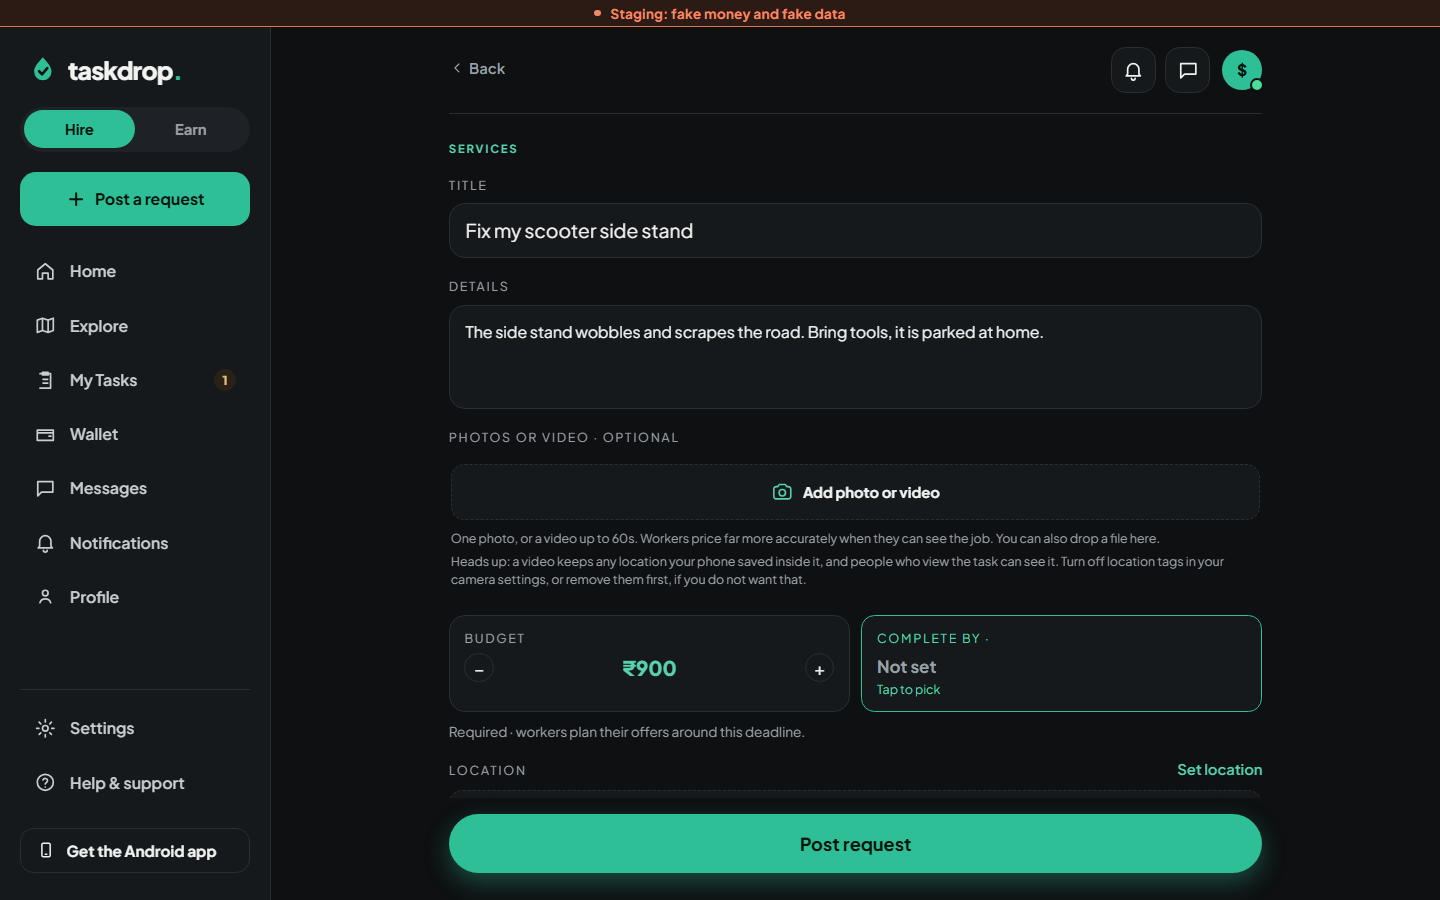 Staging: fake money and fake data
taskdrop.
Hire
Earn
+ Post a request
Home
Explore
My Tasks
1
Wallet
Messages
Notifications
Profile
Settings
Help & support
Get the Android app
Back
$
SERVICES
TITLE
Fix my scooter side stand
DETAILS
The side stand wobbles and scrapes the road. Bring tools, it is parked at home.
PHOTOS OR VIDEO · OPTIONAL
Add photo or video
One photo, or a video up to 60s. Workers price far more accurately when they can see the job. You can also drop a file here.
Heads up: a video keeps any location your phone saved inside it, and people who view the task can see it. Turn off location tags in your
camera settings, or remove them first, if you do not want that.
BUDGET
− ₹900 +
COMPLETE BY ·
Not set
Tap to pick
Required · workers plan their offers around this deadline.
LOCATION
Set location
Post request